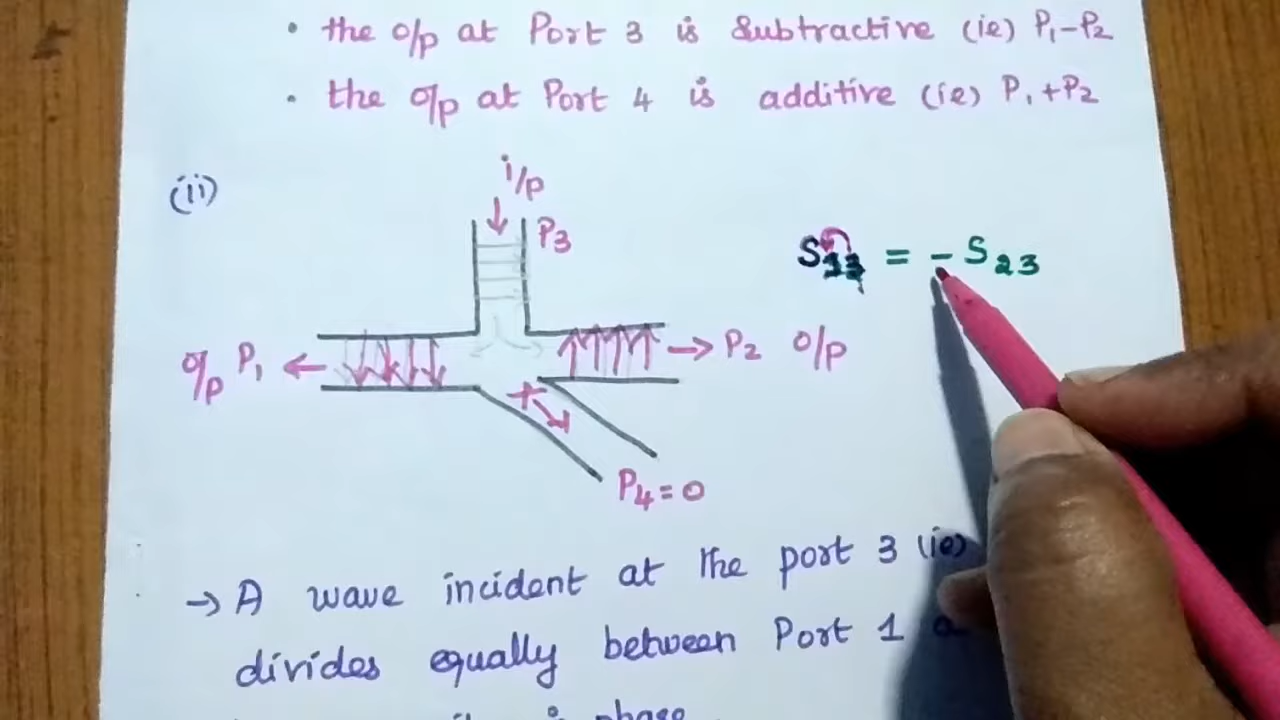 • the o/p at Port 3 is subtractive (ie) P₁-P₂
• the o/p at Port 4 is additive (ie) P₁+P₂
(ii)
i/p
P₃
S₁₃ = - S₂₃
o/p P₁ ← → P₂ o/p
P₄ = 0
→ A wave incident at the port 3 (ie)
divides equally between Port 1
phase